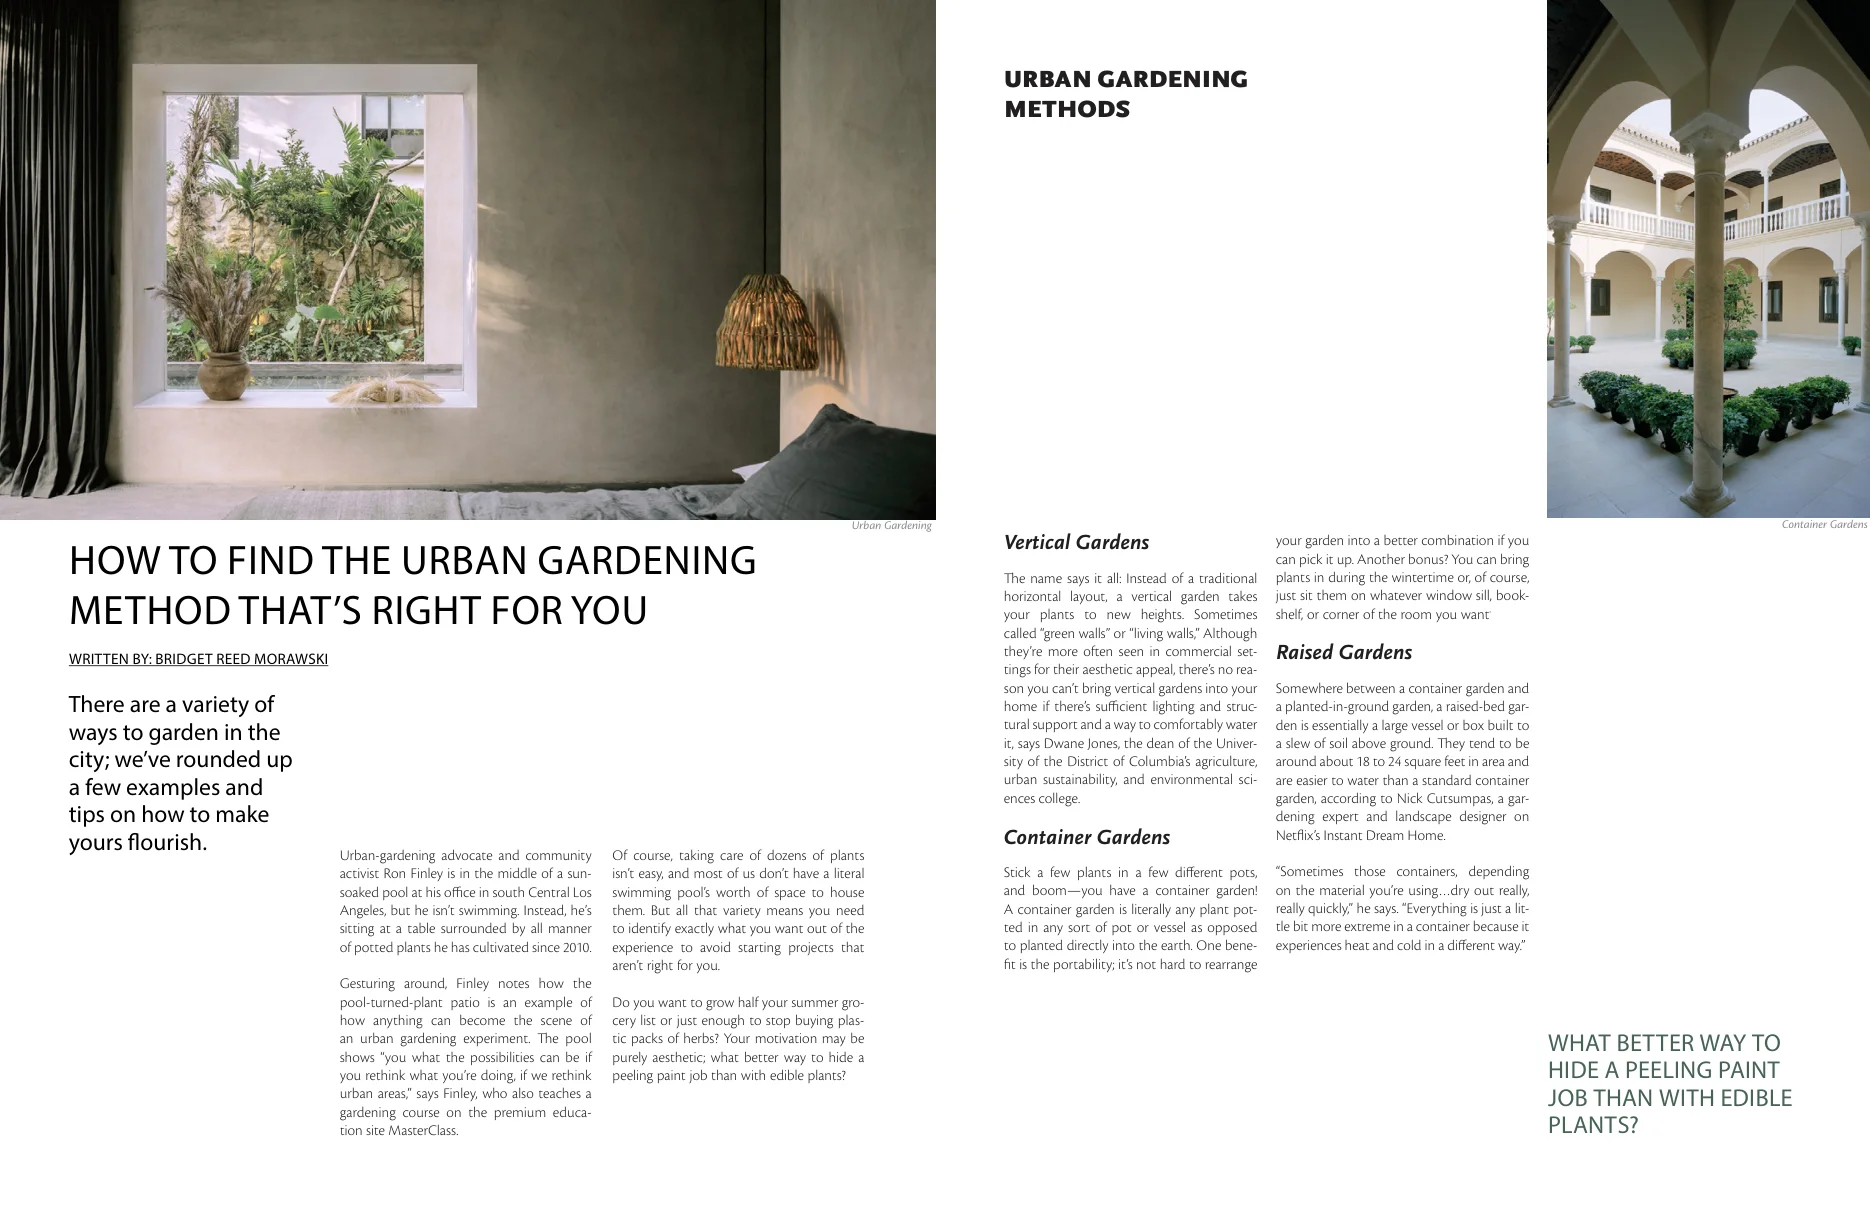 Urban Gardening
HOW TO FIND THE URBAN GARDENING
METHOD THAT’S RIGHT FOR YOU
WRITTEN BY: BRIDGET REED MORAWSKI
There are a variety of
ways to garden in the
city; we’ve rounded up
a few examples and
tips on how to make
yours flourish.
Urban-gardening advocate and community
activist Ron Finley is in the middle of a sun-
soaked pool at his office in south Central Los
Angeles, but he isn’t swimming. Instead, he’s
sitting at a table surrounded by all manner
of potted plants he has cultivated since 2010.
Gesturing around, Finley notes how the
pool-turned-plant patio is an example of
how anything can become the scene of
an urban gardening experiment. The pool
shows “you what the possibilities can be if
you rethink what you’re doing, if we rethink
urban areas,” says Finley, who also teaches a
gardening course on the premium educa-
tion site MasterClass.
Of course, taking care of dozens of plants
isn’t easy, and most of us don’t have a literal
swimming pool’s worth of space to house
them. But all that variety means you need
to identify exactly what you want out of the
experience to avoid starting projects that
aren’t right for you.
Do you want to grow half your summer gro-
cery list or just enough to stop buying plas-
tic packs of herbs? Your motivation may be
purely aesthetic; what better way to hide a
peeling paint job than with edible plants?
URBAN GARDENING
METHODS
Container Gardens
Vertical Gardens
The name says it all: Instead of a traditional
horizontal layout, a vertical garden takes
your plants to new heights. Sometimes
called “green walls” or “living walls,” Although
they’re more often seen in commercial set-
tings for their aesthetic appeal, there’s no rea-
son you can’t bring vertical gardens into your
home if there’s sufficient lighting and struc-
tural support and a way to comfortably water
it, says Dwane Jones, the dean of the Univer-
sity of the District of Columbia’s agriculture,
urban sustainability, and environmental sci-
ences college.
Container Gardens
Stick a few plants in a few different pots,
and boom—you have a container garden!
A container garden is literally any plant pot-
ted in any sort of pot or vessel as opposed
to planted directly into the earth. One bene-
fit is the portability; it’s not hard to rearrange
your garden into a better combination if you
can pick it up. Another bonus? You can bring
plants in during the wintertime or, of course,
just sit them on whatever window sill, book-
shelf, or corner of the room you want
Raised Gardens
Somewhere between a container garden and
a planted-in-ground garden, a raised-bed gar-
den is essentially a large vessel or box built to
a slew of soil above ground. They tend to be
around about 18 to 24 square feet in area and
are easier to water than a standard container
garden, according to Nick Cutsumpas, a gar-
dening expert and landscape designer on
Netflix’s Instant Dream Home.
“Sometimes those containers, depending
on the material you’re using…dry out really,
really quickly,” he says. “Everything is just a lit-
tle bit more extreme in a container because it
experiences heat and cold in a different way.”
WHAT BETTER WAY TO
HIDE A PEELING PAINT
JOB THAN WITH EDIBLE
PLANTS?